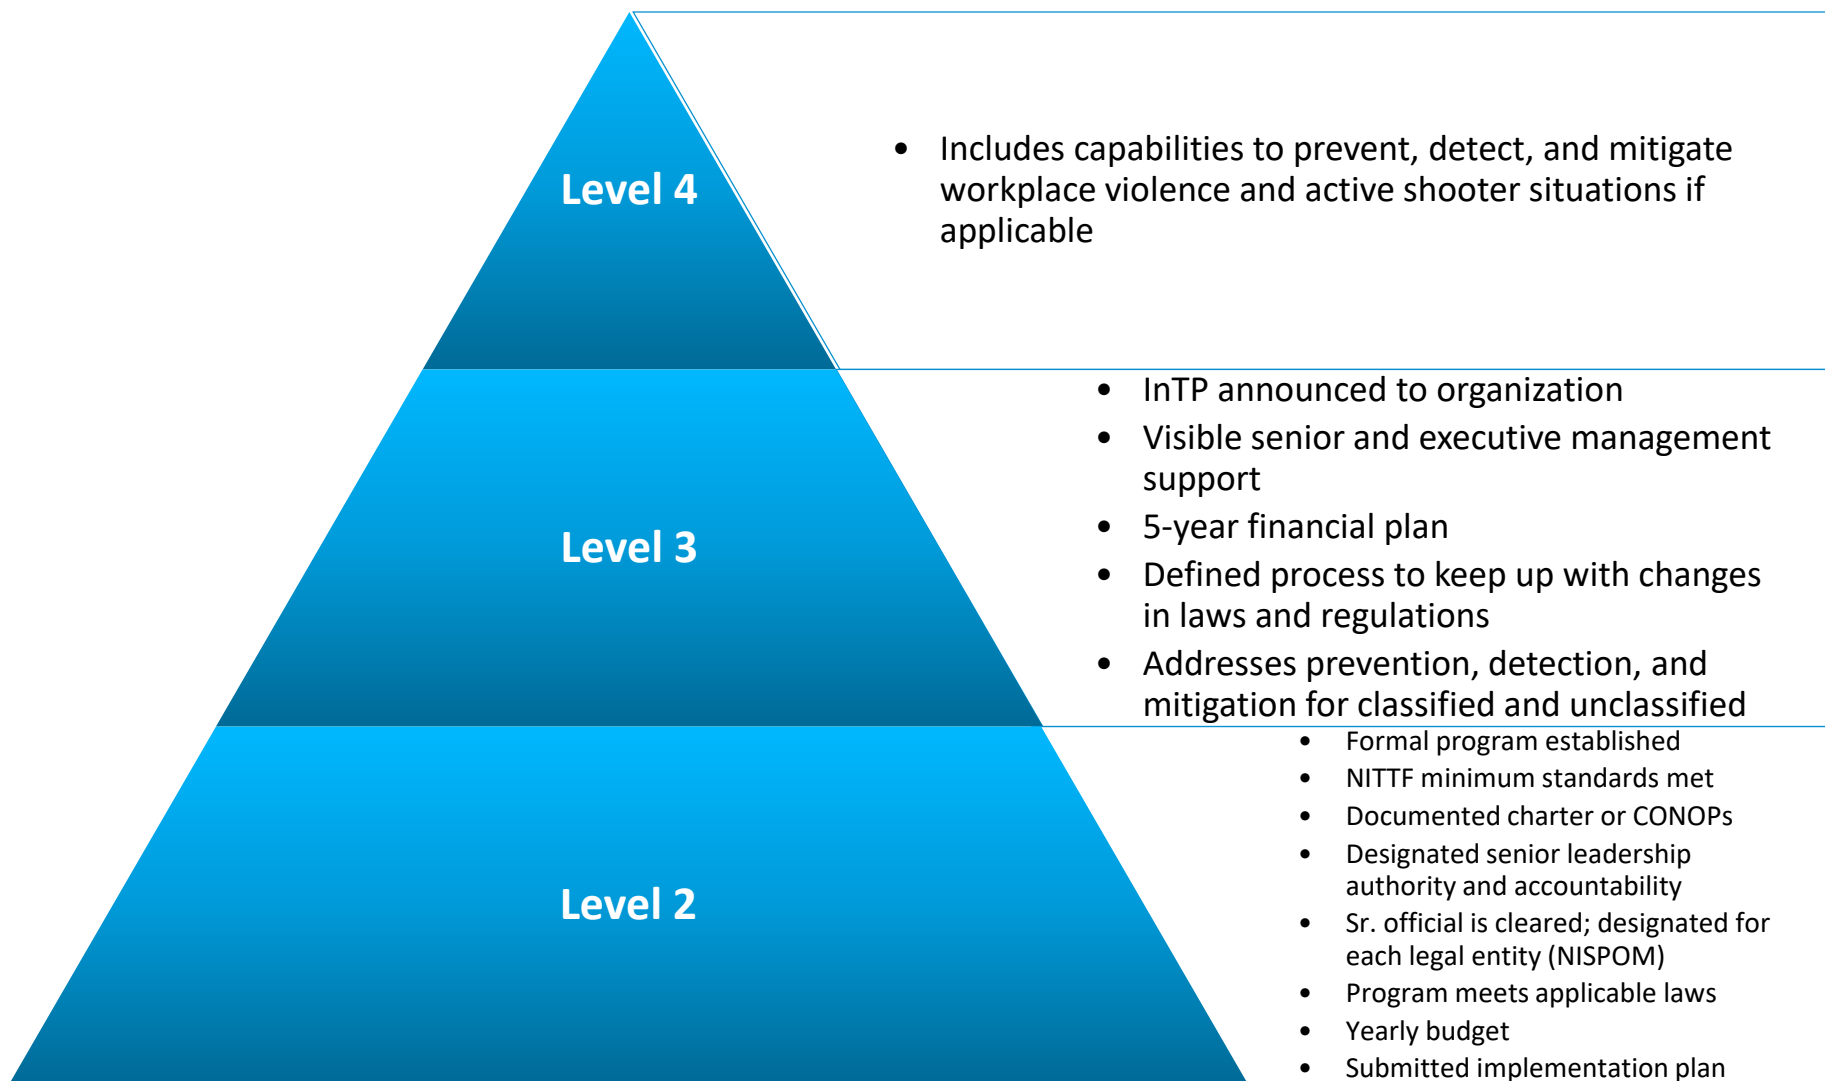 Level 4
• Includes capabilities to prevent, detect, and mitigate
workplace violence and active shooter situations if
applicable
Level 3
• InTP announced to organization
• Visible senior and executive management
support
• 5-year financial plan
• Defined process to keep up with changes
in laws and regulations
• Addresses prevention, detection, and
mitigation for classified and unclassified
Level 2
• Formal program established
• NITTF minimum standards met
• Documented charter or CONOPs
• Designated senior leadership
authority and accountability
• Sr. official is cleared; designated for
each legal entity (NISPOM)
• Program meets applicable laws
• Yearly budget
• Submitted implementation plan